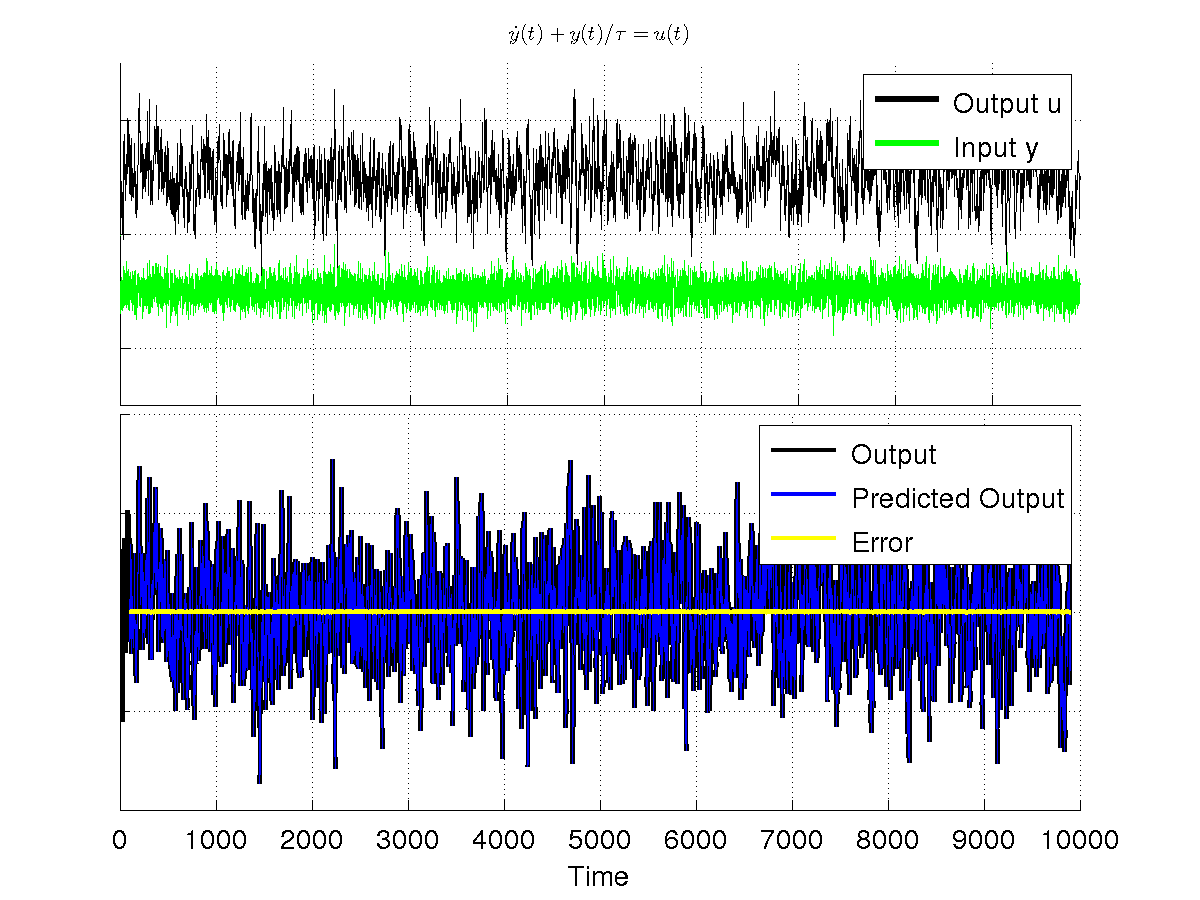 ẏ(t) + y(t)/τ = u(t)
Output u
Input y
Output
Predicted Output
Error
0 1000 2000 3000 4000 5000 6000 7000 8000 9000 10000
Time